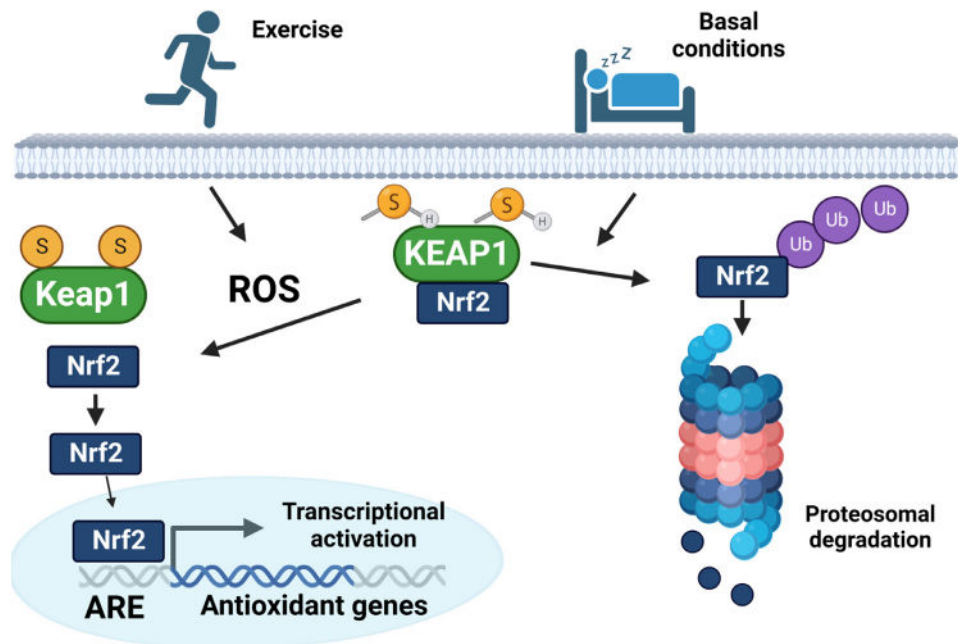 Exercise
Basal
conditions
zzz
S
H
S
H
KEAP1
Nrf2
S
S
Keap1
ROS
Ub
Ub
Ub
Nrf2
Nrf2
Nrf2
Nrf2
Transcriptional
activation
ARE
Antioxidant genes
Proteosomal
degradation